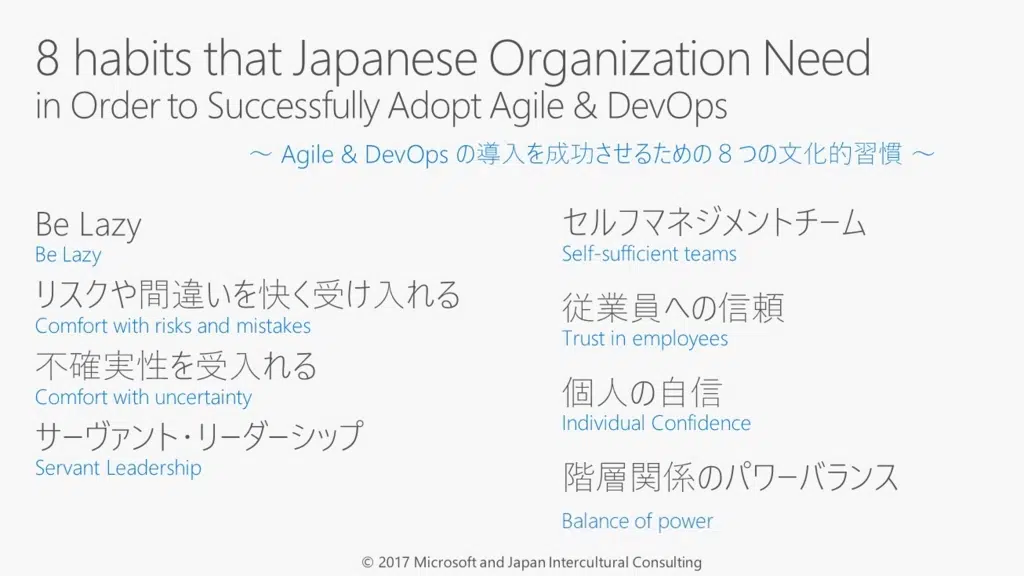 8 habits that Japanese Organization Need
in Order to Successfully Adopt Agile & DevOps
～ Agile & DevOps の導入を成功させるための８つの文化的習慣 ～
Be Lazy
Be Lazy
リスクや間違いを快く受け入れる
Comfort with risks and mistakes
不確実性を受入れる
Comfort with uncertainty
サーヴァント・リーダーシップ
Servant Leadership
セルフマネジメントチーム
Self-sufficient teams
従業員への信頼
Trust in employees
個人の自信
Individual Confidence
階層関係のパワーバランス
Balance of power
© 2017 Microsoft and Japan Intercultural Consulting